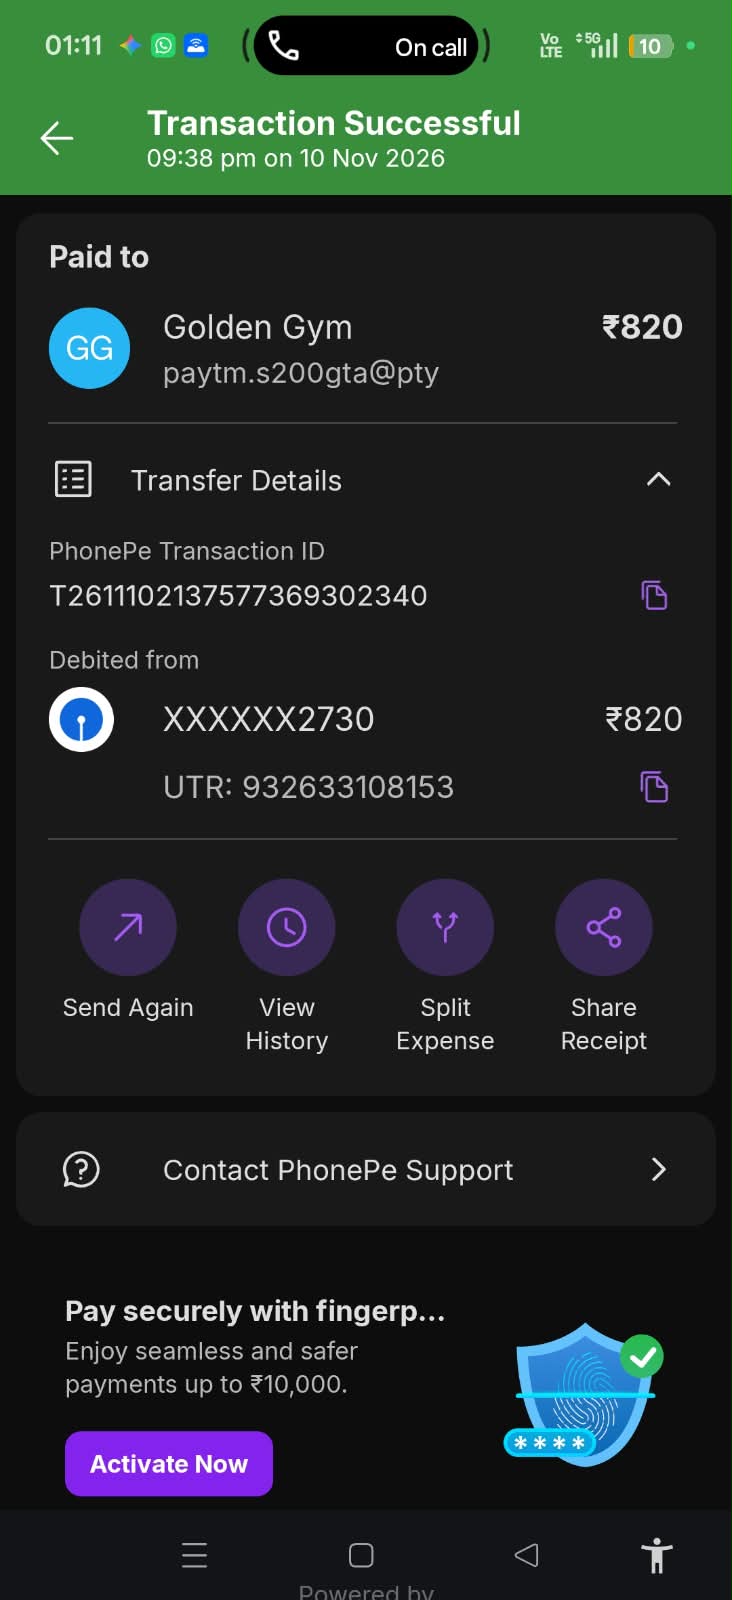 01:11
On call
Vo LTE
5G
10
Transaction Successful
09:38 pm on 10 Nov 2026
Paid to
GG
Golden Gym
₹820
paytm.s200gta@pty
Transfer Details
PhonePe Transaction ID
T2611102137577369302340
Debited from
XXXXXX2730
₹820
UTR: 932633108153
Send Again
View History
Split Expense
Share Receipt
Contact PhonePe Support
Pay securely with fingerp...
Enjoy seamless and safer
payments up to ₹10,000.
****
Activate Now
Powered by